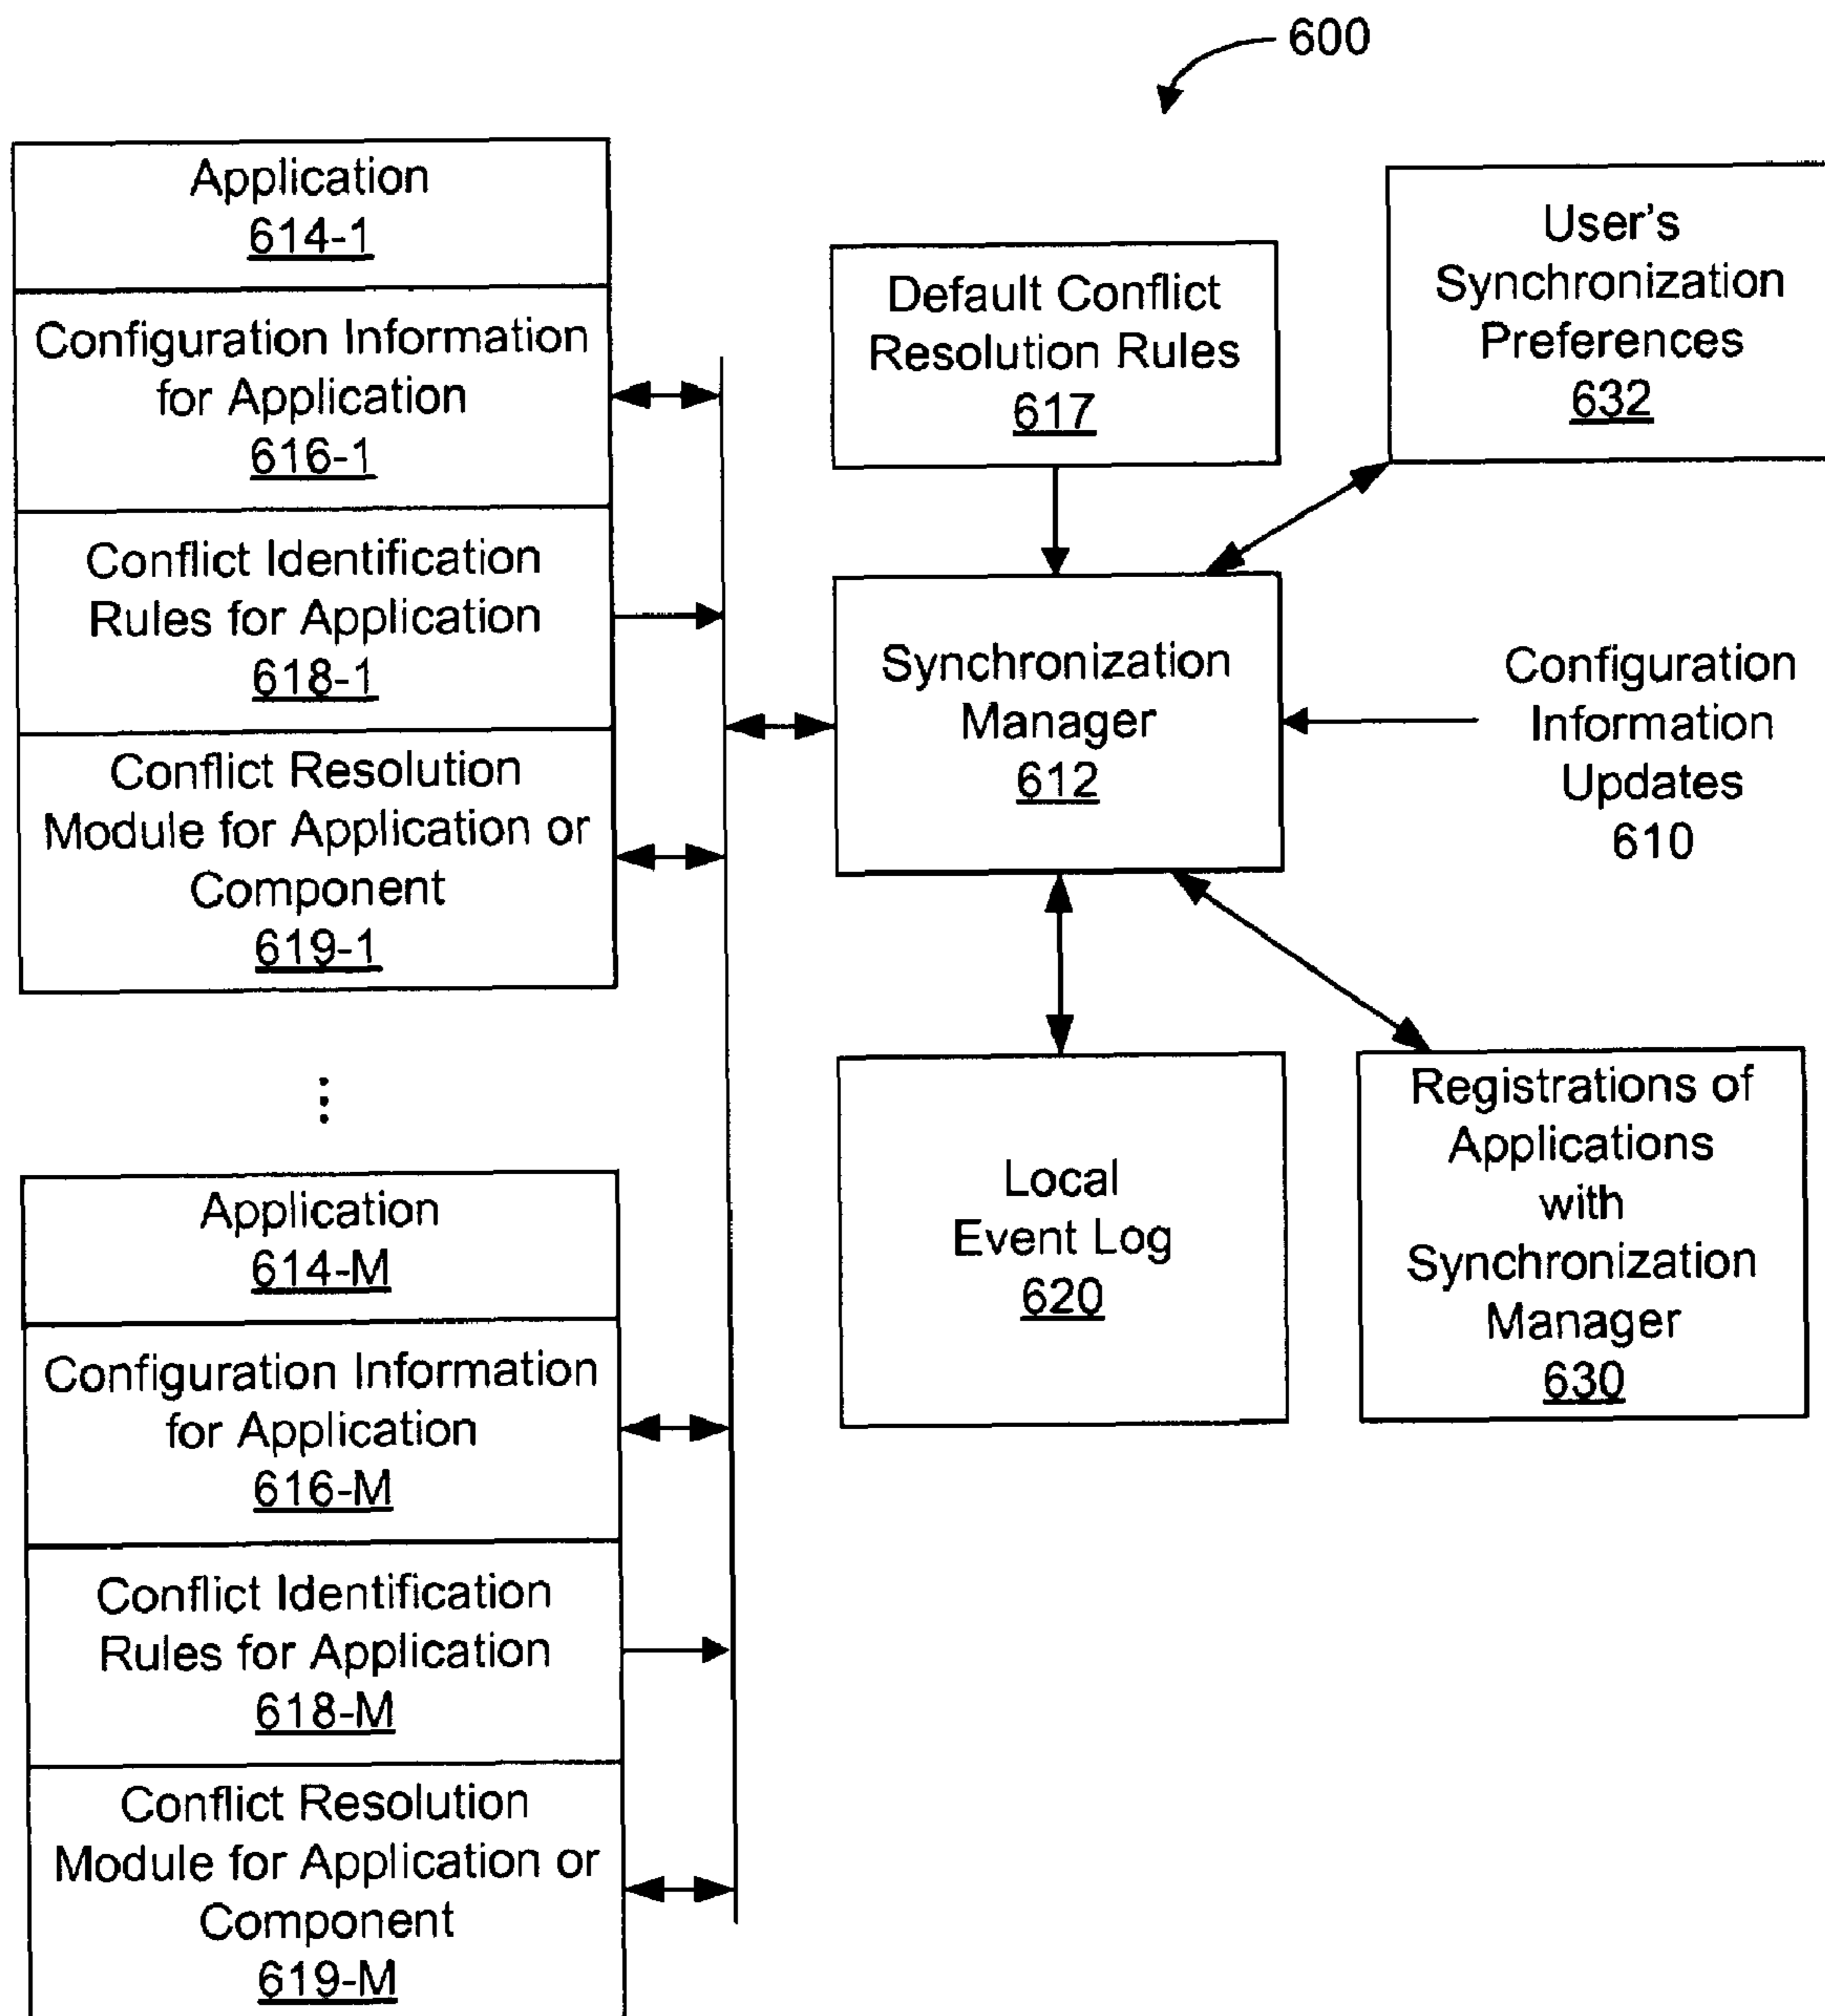 600
Application
614-1
Configuration Information
for Application
616-1
Conflict Identification
Rules for Application
618-1
Conflict Resolution
Module for Application or
Component
619-1
Application
614-M
Configuration Information
for Application
616-M
Conflict Identification
Rules for Application
618-M
Conflict Resolution
Module for Application or
Component
619-M
Default Conflict
Resolution Rules
617
Synchronization
Manager
612
Local
Event Log
620
User's
Synchronization
Preferences
632
Configuration
Information
Updates
610
Registrations of
Applications
with
Synchronization
Manager
630